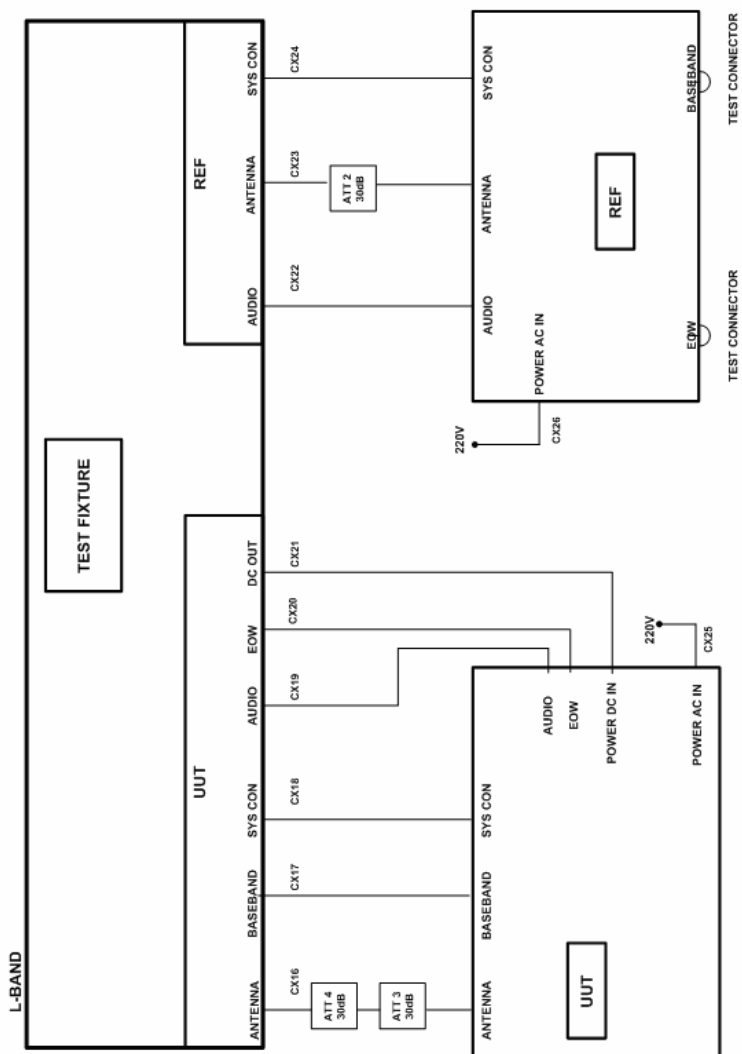 L-BAND
TEST FIXTURE
UUT
REF
ANTENNA
BASEBAND
SYS CON
AUDIO
EOW
DC OUT
AUDIO
ANTENNA
SYS CON
CX16
CX17
CX18
CX19
CX20
CX21
CX22
CX23
CX24
ATT 4
30dB
ATT 3
30dB
ATT 2
30dB
ANTENNA
BASEBAND
SYS CON
AUDIO
EOW
POWER DC IN
POWER AC IN
220V
CX25
UUT
AUDIO
ANTENNA
SYS CON
POWER AC IN
220V
CX26
REF
EOW
BASEBAND
TEST CONNECTOR
TEST CONNECTOR